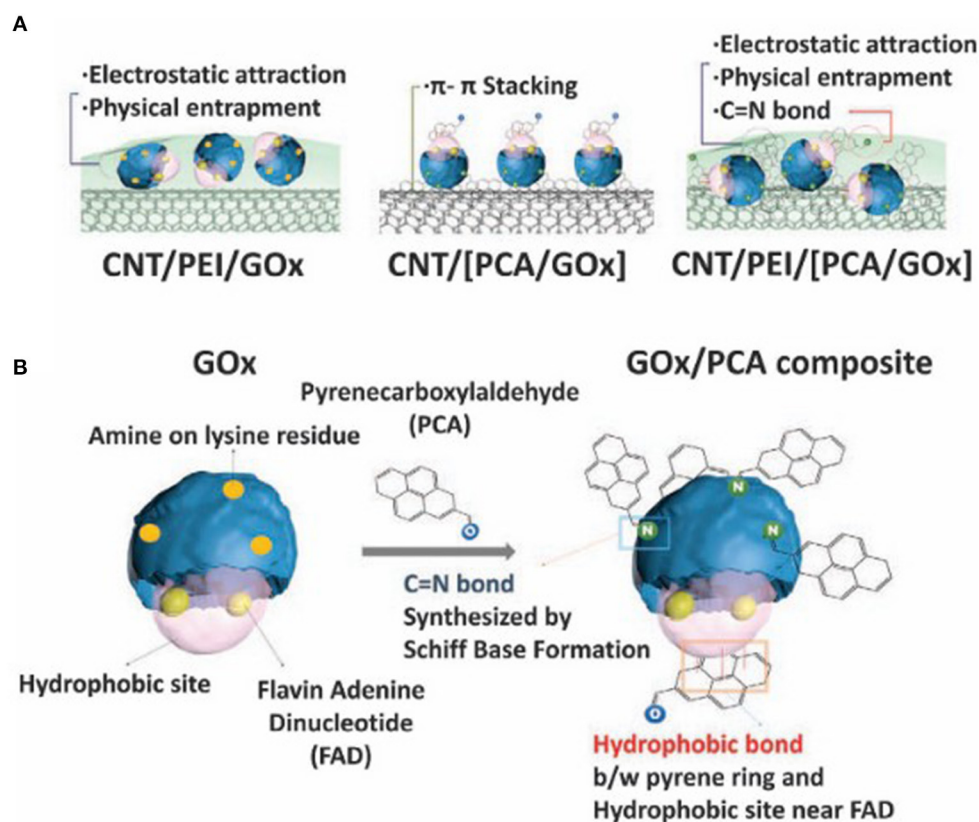 A
·Electrostatic attraction
·Physical entrapment
CNT/PEI/GOx
·π- π Stacking
CNT/[PCA/GOx]
·Electrostatic attraction
·Physical entrapment
·C=N bond
CNT/PEI/[PCA/GOx]
B
GOx
Amine on lysine residue
Hydrophobic site
Flavin Adenine
Dinucleotide
(FAD)
Pyrenecarboxylaldehyde
(PCA)
O
C=N bond
Synthesized by
Schiff Base Formation
GOx/PCA composite
N
N
N
O
Hydrophobic bond
b/w pyrene ring and
Hydrophobic site near FAD